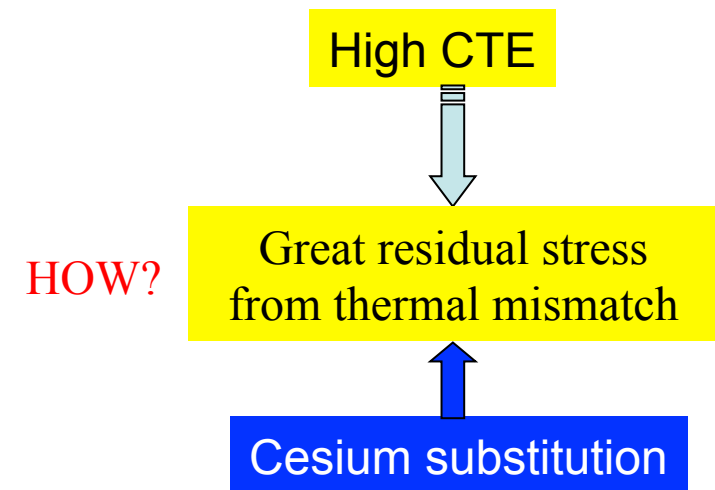 High CTE
HOW?
Great residual stress
from thermal mismatch
Cesium substitution